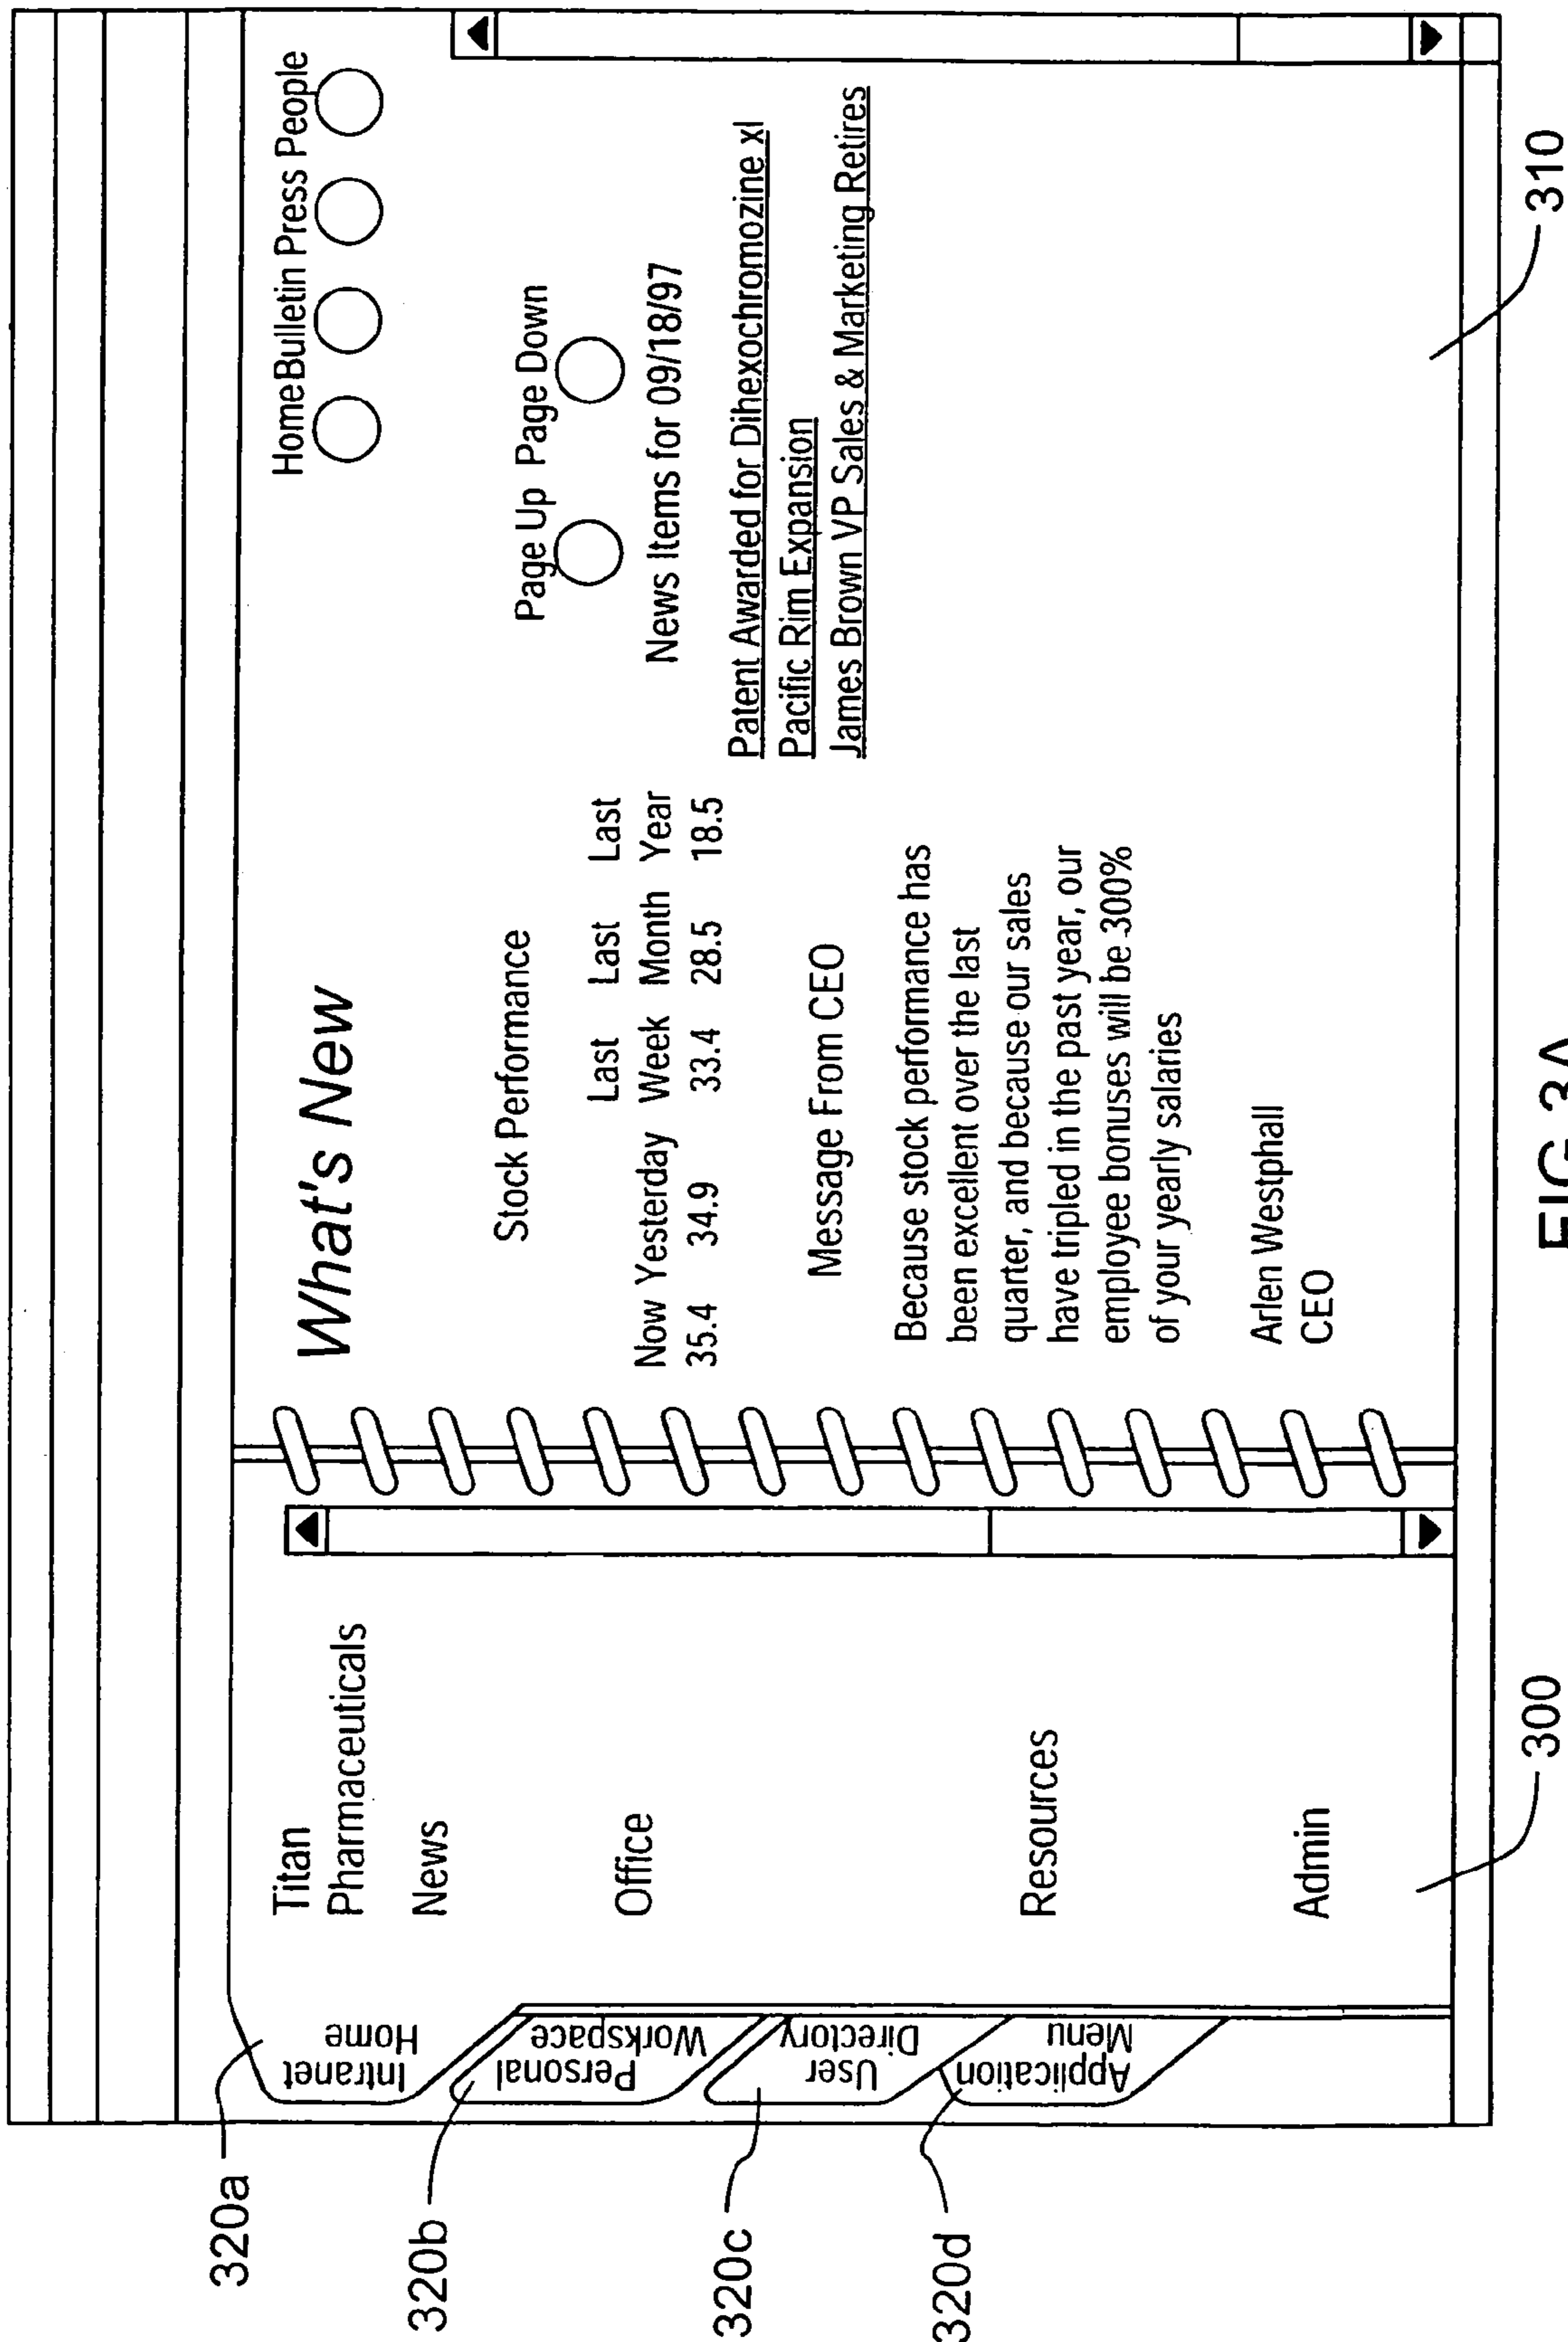 320a
320b
320c
320d
Intranet
Home
Personal
Workspace
User
Directory
Application
Menu
Titan
Pharmaceuticals
News
Office
Resources
Admin
300
What's New
Home Bulletin Press People
Stock Performance
Last Last Last
Now Yesterday Week Month Year
35.4 34.9 33.4 28.5 18.5
Message From CEO
Because stock performance has
been excellent over the last
quarter, and because our sales
have tripled in the past year, our
employee bonuses will be 300%
of your yearly salaries
Arlen Westphall
CEO
Page Up Page Down
News Items for 09/18/97
Patent Awarded for Dihexochromozine xl
Pacific Rim Expansion
James Brown VP Sales & Marketing Retires
310
FIG 3A